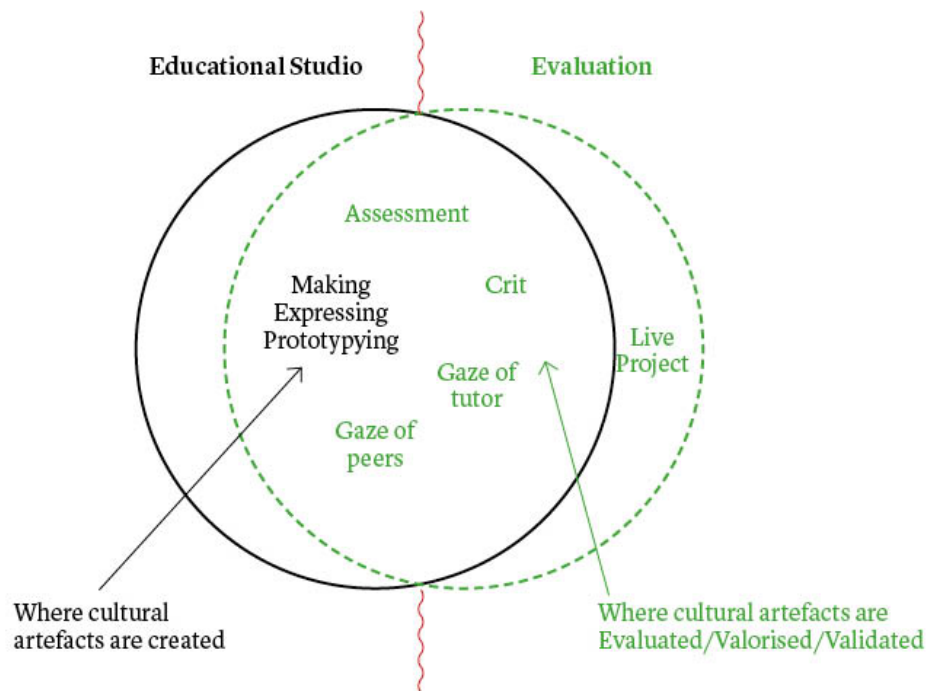 Educational Studio
Evaluation
Assessment
Making
Expressing
Prototypying
Crit
Live
Project
Gaze of
tutor
Gaze of
peers
Where cultural
artefacts are created
Where cultural artefacts are
Evaluated/Valorised/Validated